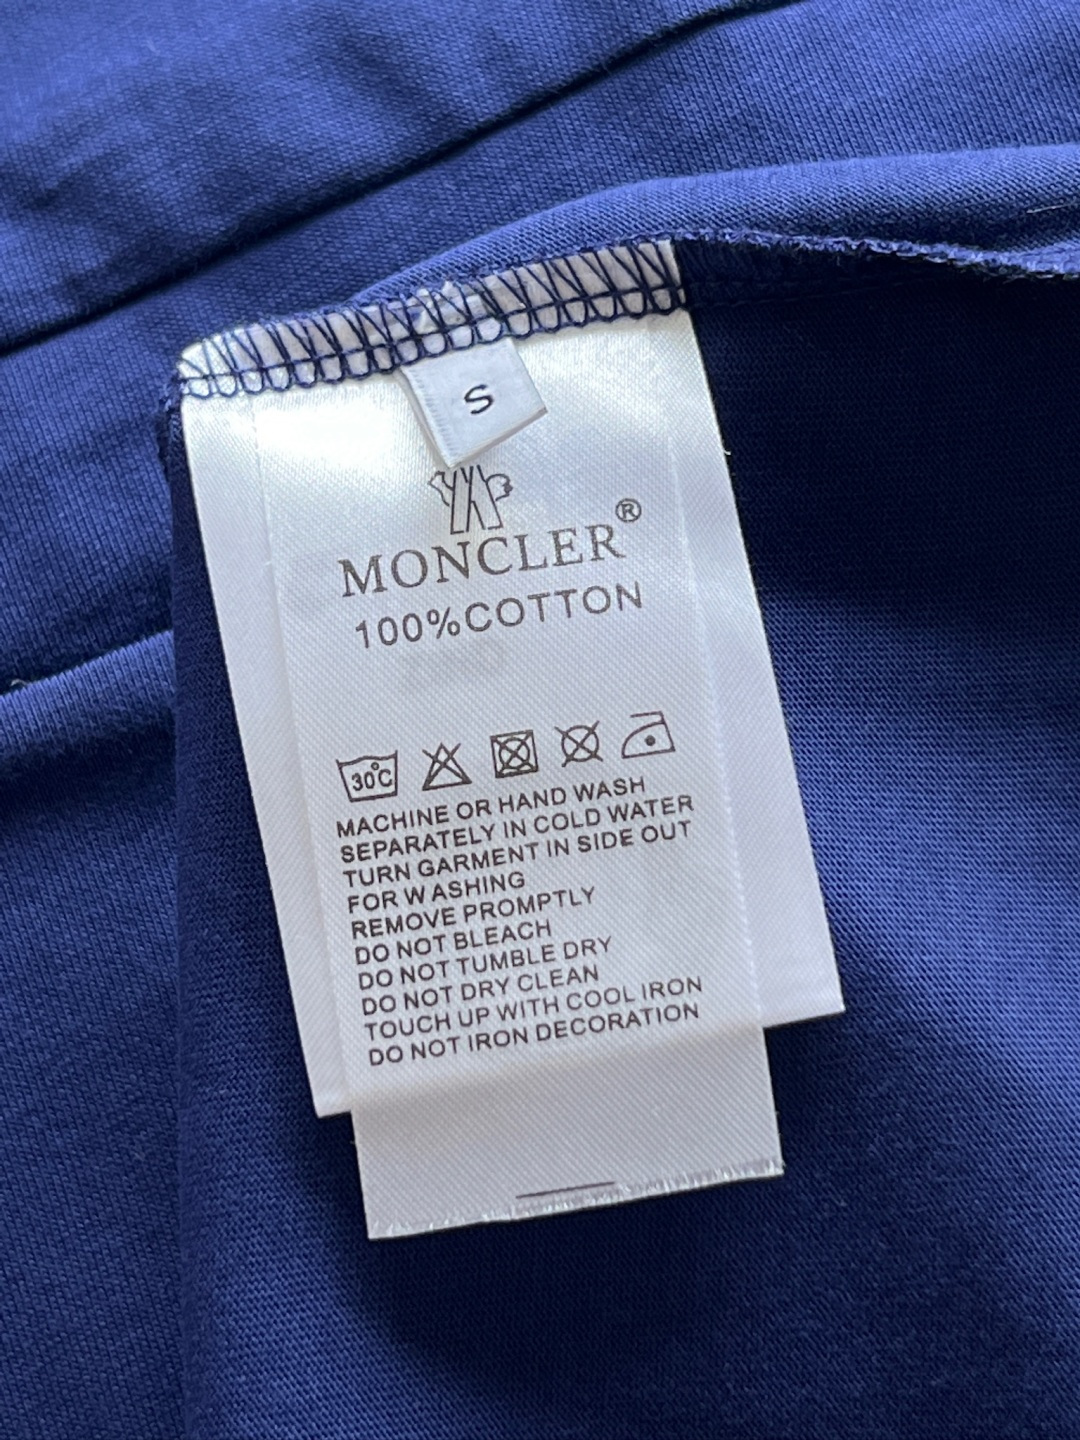 S
MONCLER®
100%COTTON
30°C
MACHINE OR HAND WASH
SEPARATELY IN COLD WATER
TURN GARMENT IN SIDE OUT
FOR WASHING
REMOVE PROMPTLY
DO NOT BLEACH
DO NOT TUMBLE DRY
DO NOT DRY CLEAN
TOUCH UP WITH COOL IRON
DO NOT IRON DECORATION